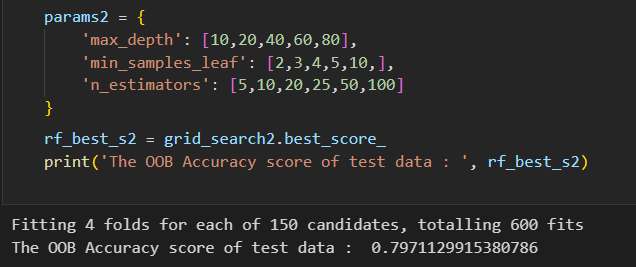 params2 = {
    'max_depth': [10,20,40,60,80],
    'min_samples_leaf': [2,3,4,5,10,],
    'n_estimators': [5,10,20,25,50,100]
}
rf_best_s2 = grid_search2.best_score_
print('The OOB Accuracy score of test data : ', rf_best_s2)
Fitting 4 folds for each of 150 candidates, totalling 600 fits
The OOB Accuracy score of test data :  0.7971129915380786